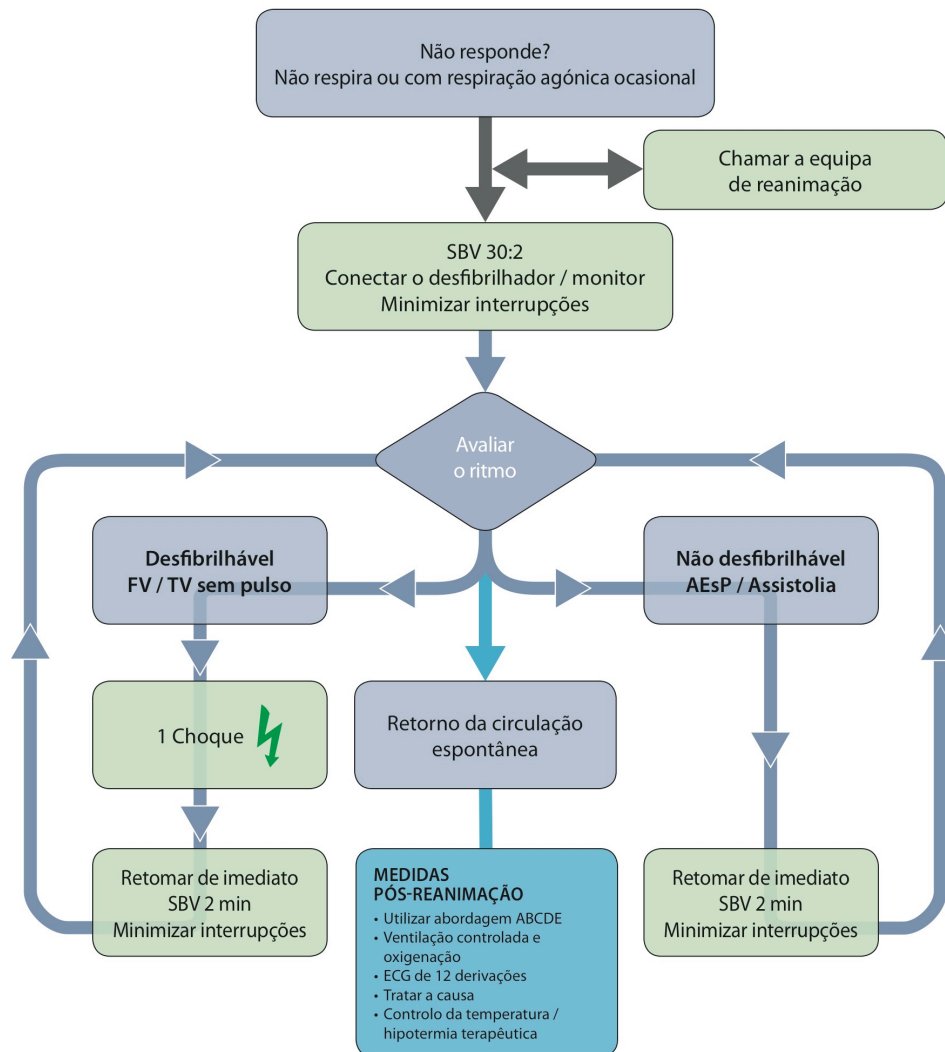 Não responde?
Não respira ou com respiração agónica ocasional
Chamar a equipa
de reanimação
SBV 30:2
Conectar o desfibrilhador / monitor
Minimizar interrupções
Avaliar
o ritmo
Desfibrilhável
FV / TV sem pulso
Não desfibrilhável
AEsP / Assistolia
1 Choque
Retorno da circulação
espontânea
Retomar de imediato
SBV 2 min
Minimizar interrupções
MEDIDAS
PÓS-REANIMAÇÃO
• Utilizar abordagem ABCDE
• Ventilação controlada e
oxigenação
• ECG de 12 derivações
• Tratar a causa
• Controlo da temperatura /
hipotermia terapêutica
Retomar de imediato
SBV 2 min
Minimizar interrupções